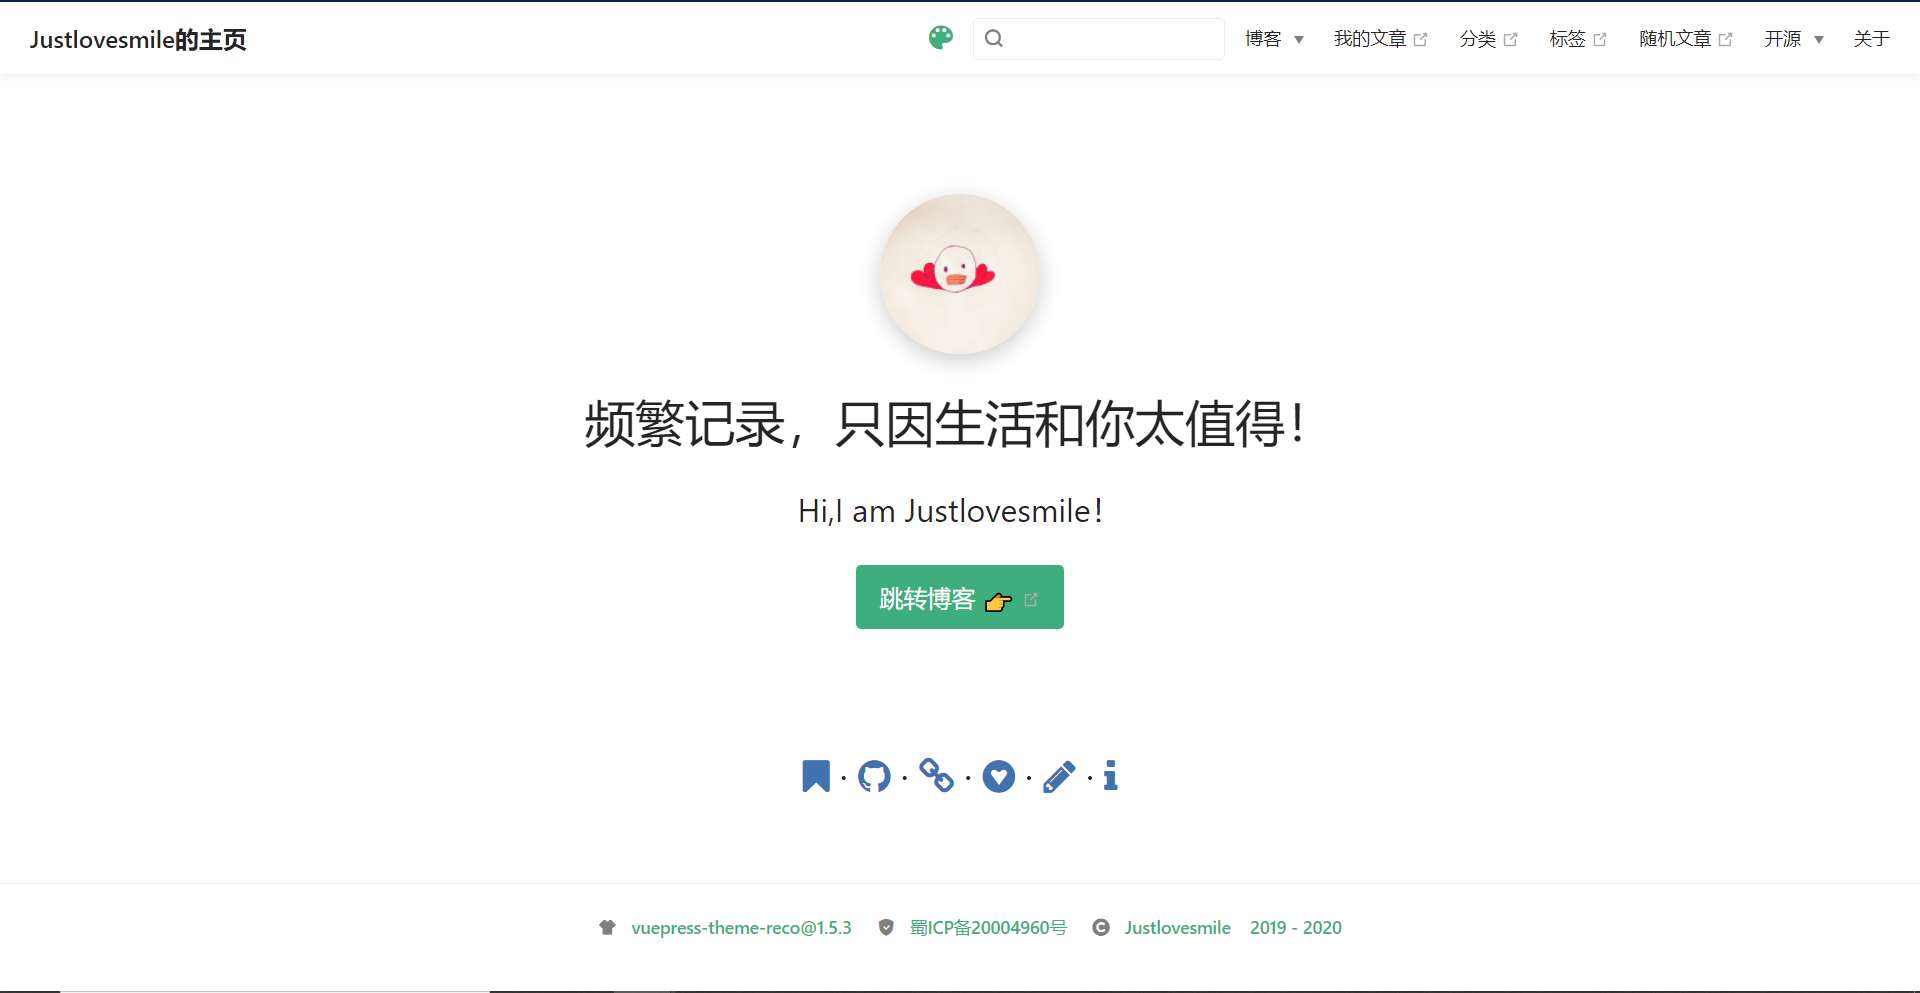 Justlovesmile的主页 博客 我的文章 分类 标签 随机文章 开源 关于
频繁记录，只因生活和你太值得！
Hi,I am Justlovesmile！
跳转博客 👉
vuepress-theme-reco@1.5.3 蜀ICP备20004960号 Justlovesmile 2019 - 2020